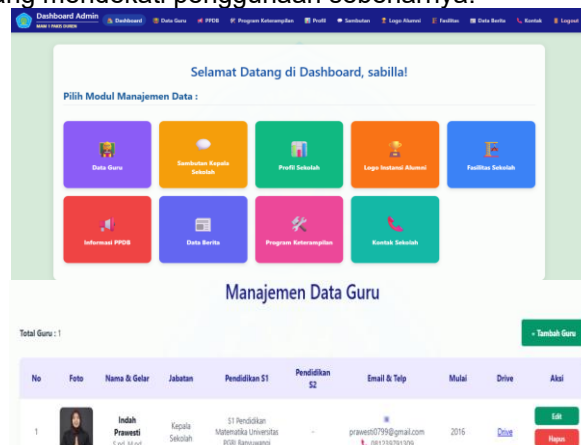 ang mendekati penggunaan sebenarnya.
Dashboard Admin
Dashboard Data Guru PPDB Program Keterampilan Profil Sambutan Logo Alumni Fasilitas Data Berita Kontak Logout
Selamat Datang di Dashboard, sabilla!
Pilih Modul Manajemen Data :
Data Guru
Sambutan Kepala
Sekolah
Profil Sekolah
Logo Instansi Alumni
Fasilitas Sekolah
Informasi PPDB
Data Berita
Program Keterampilan
Kontak Sekolah
Manajemen Data Guru
Total Guru : 1
+ Tambah Guru
No Foto Nama & Gelar Jabatan Pendidikan S1 Pendidikan S2 Email & Telp Mulai Drive Aksi
1
Indah
Prawesti
Kepala
Sekolah
S1 Pendidikan
Matematika Universitas
PGRI Banyuwangi
-
prawesti0799@gmail.com
2016
Drive
Edit
Hapus